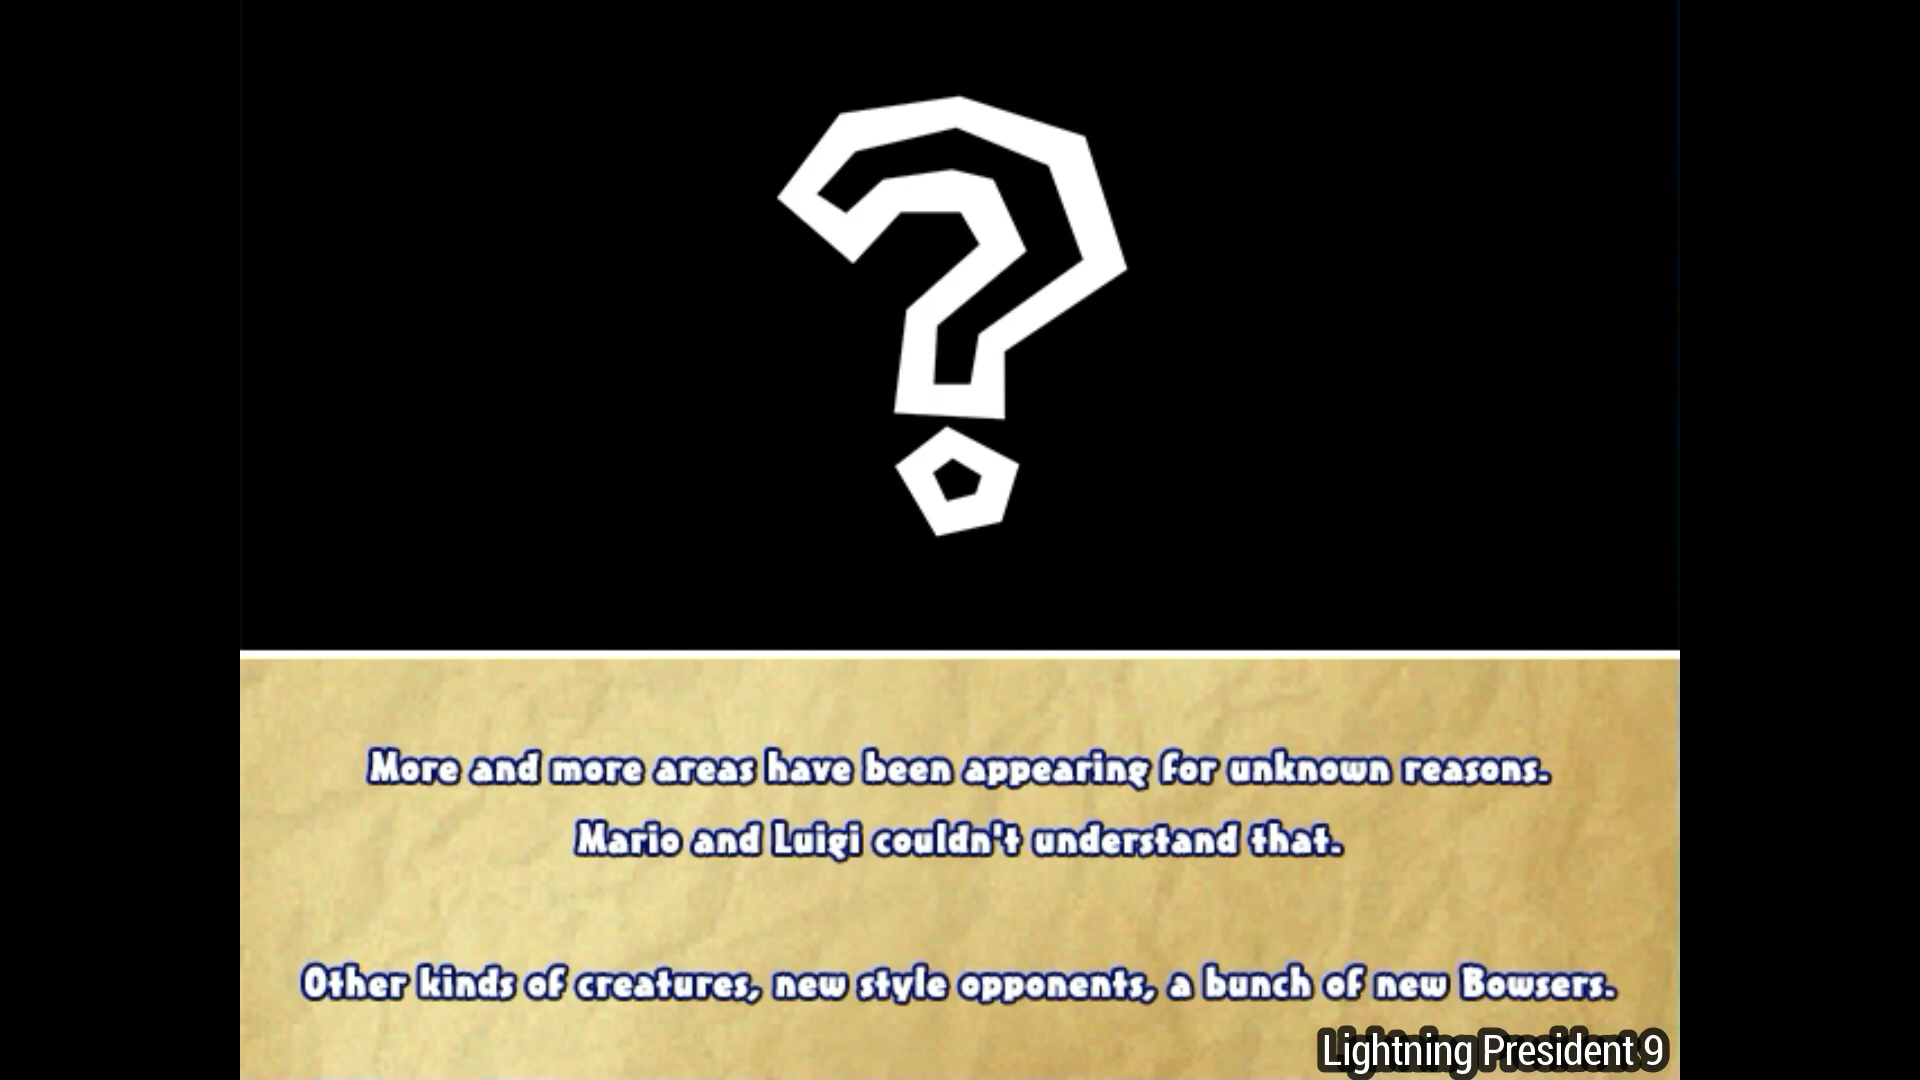 ?
More and more areas have been appearing for unknown reasons.
Mario and Luigi couldn't understand that.
Other kinds of creatures, new style opponents, a bunch of new Bowsers.
Lightning President 9